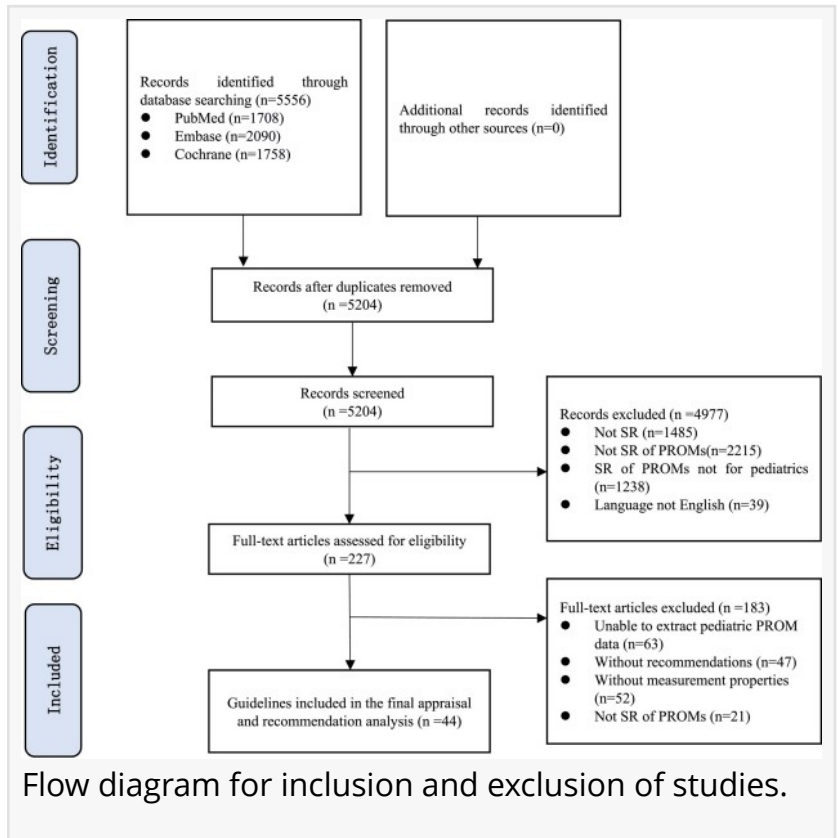 Identification
Records identified through
database searching (n=5556)
● PubMed (n=1708)
● Embase (n=2090)
● Cochrane (n=1758)
Additional records identified
through other sources (n=0)
Screening
Records after duplicates removed
(n =5204)
Records screened
(n =5204)
Records excluded (n =4977)
● Not SR (n=1485)
● Not SR of PROMs(n=2215)
● SR of PROMs not for pediatrics
(n=1238)
● Language not English (n=39)
Eligibility
Full-text articles assessed for eligibility
(n =227)
Full-text articles excluded (n =183)
● Unable to extract pediatric PROM
data (n=63)
● Without recommendations (n=47)
● Without measurement properties
(n=52)
● Not SR of PROMs (n=21)
Included
Guidelines included in the final appraisal
and recommendation analysis (n =44)
Flow diagram for inclusion and exclusion of studies.